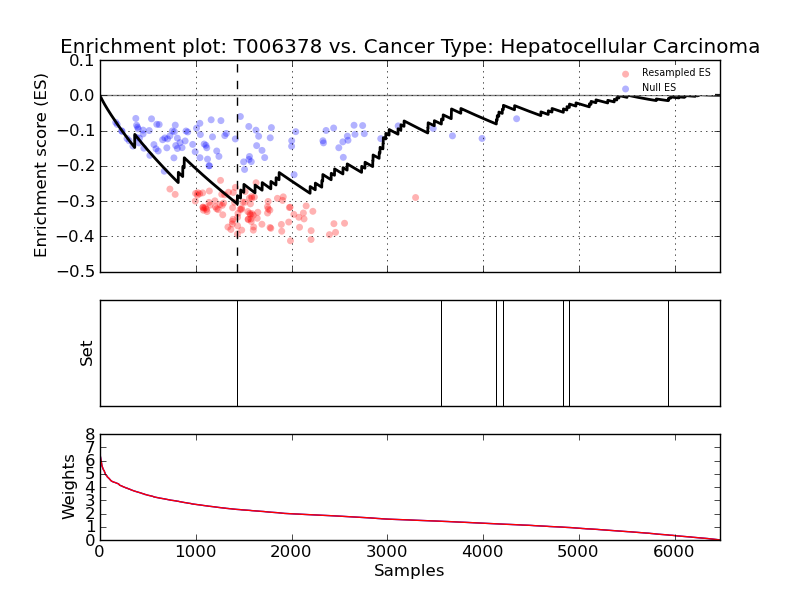 Enrichment plot: T006378 vs. Cancer Type: Hepatocellular Carcinoma
Enrichment score (ES)
0.1
0.0
−0.1
−0.2
−0.3
−0.4
−0.5
Resampled ES
Null ES
Set
Weights
8
7
6
5
4
3
2
1
0
0 1000 2000 3000 4000 5000 6000
Samples